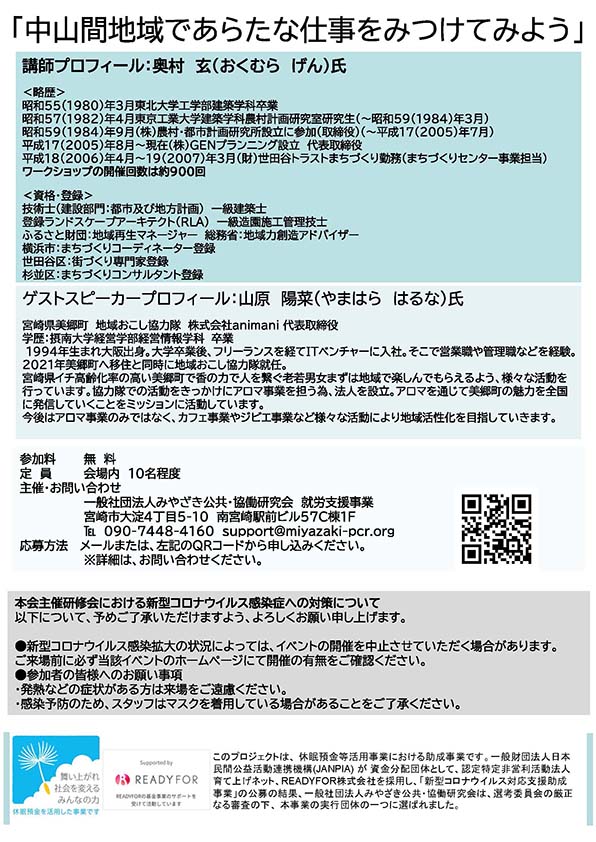 「中山間地域であらたな仕事をみつけてみよう」
講師プロフィール：奥村 玄（おくむら げん）氏
＜略歴＞
昭和55（1980）年3月東北大学工学部建築学科卒業
昭和57（1982）年4月東京工業大学建築学科農村計画研究室研究生（～昭和59（1984）年3月）
昭和59（1984）年9月（株）農村・都市計画研究所設立に参加（取締役）（～平成17（2005）年7月）
平成17（2005）年8月～現在（株）GENプランニング設立 代表取締役
平成18（2006）年4月～19（2007）年3月（財）世田谷トラストまちづくり勤務（まちづくりセンター事業担当）
ワークショップの開催回数は約900回
＜資格・登録＞
技術士（建設部門：都市及び地方計画） 一級建築士
登録ランドスケープアーキテクト（RLA） 一級造園施工管理技士
ふるさと財団：地域再生マネージャー 総務省：地域力創造アドバイザー
横浜市：まちづくりコーディネーター登録
世田谷区：街づくり専門家登録
杉並区：まちづくりコンサルタント登録
ゲストスピーカープロフィール：山原 陽菜（やまはら はるな）氏
宮崎県美郷町 地域おこし協力隊 株式会社animani 代表取締役
学歴：摂南大学経営学部経営情報学科 卒業
1994年生まれ大阪出身。大学卒業後、フリーランスを経てITベンチャーに入社。そこで営業職や管理職などを経験。
2021年美郷町へ移住と同時に地域おこし協力隊就任。
宮崎県イチ高齢化率の高い美郷町で香の力で人を繋ぐ老若男女まずは地域で楽しんでもらえるよう、様々な活動を
行っています。協力隊での活動をきっかけにアロマ事業を担う為、法人を設立。アロマを通じて美郷町の魅力を全国
に発信していくことをミッションに活動しています。
今後はアロマ事業のみではなく、カフェ事業やジビエ事業など様々な活動により地域活性化を目指していきます。
参加料 無 料
定 員 会場内 10名程度
主催・お問い合わせ
一般社団法人みやざき公共・協働研究会 就労支援事業
宮崎市大淀4丁目5-10 南宮崎駅前ビル57C棟1F
℡ 090-7448-4160 support@miyazaki-pcr.org
応募方法 メールまたは、左記のQRコードから申し込みください。
※詳細は、お問い合わせください。
本会主催研修会における新型コロナウイルス感染症への対策について
以下について、予めご了承いただけますよう、よろしくお願い申し上げます。
●新型コロナウイルス感染拡大の状況によっては、イベントの開催を中止させていただく場合があります。
ご来場前に必ず当該イベントのホームページにて開催の有無をご確認ください。
●参加者の皆様へのお願い事項
・発熱などの症状がある方は来場をご遠慮ください。
・感染予防のため、スタッフはマスクを着用している場合があることをご了承ください。
舞い上がれ
社会を変える
みんなの力
休眠預金を活用した事業です
Supported by
READYFOR
READYFORの基金事業のサポートを
受けて活動しています
このプロジェクトは、休眠預金等活用事業における助成事業です。一般財団法人日本
民間公益活動連携機構（JANPIA）が 資金分配団体として、認定特定非営利活動法人
育て上げネット、READYFOR株式会社を採用し、「新型コロナウイルス対応支援助成
事業」の公募の結果、一般社団法人みやざき公共・協働研究会は、選考委員会の厳正
なる審査の下、本事業の実行団体の一つに選ばれました。